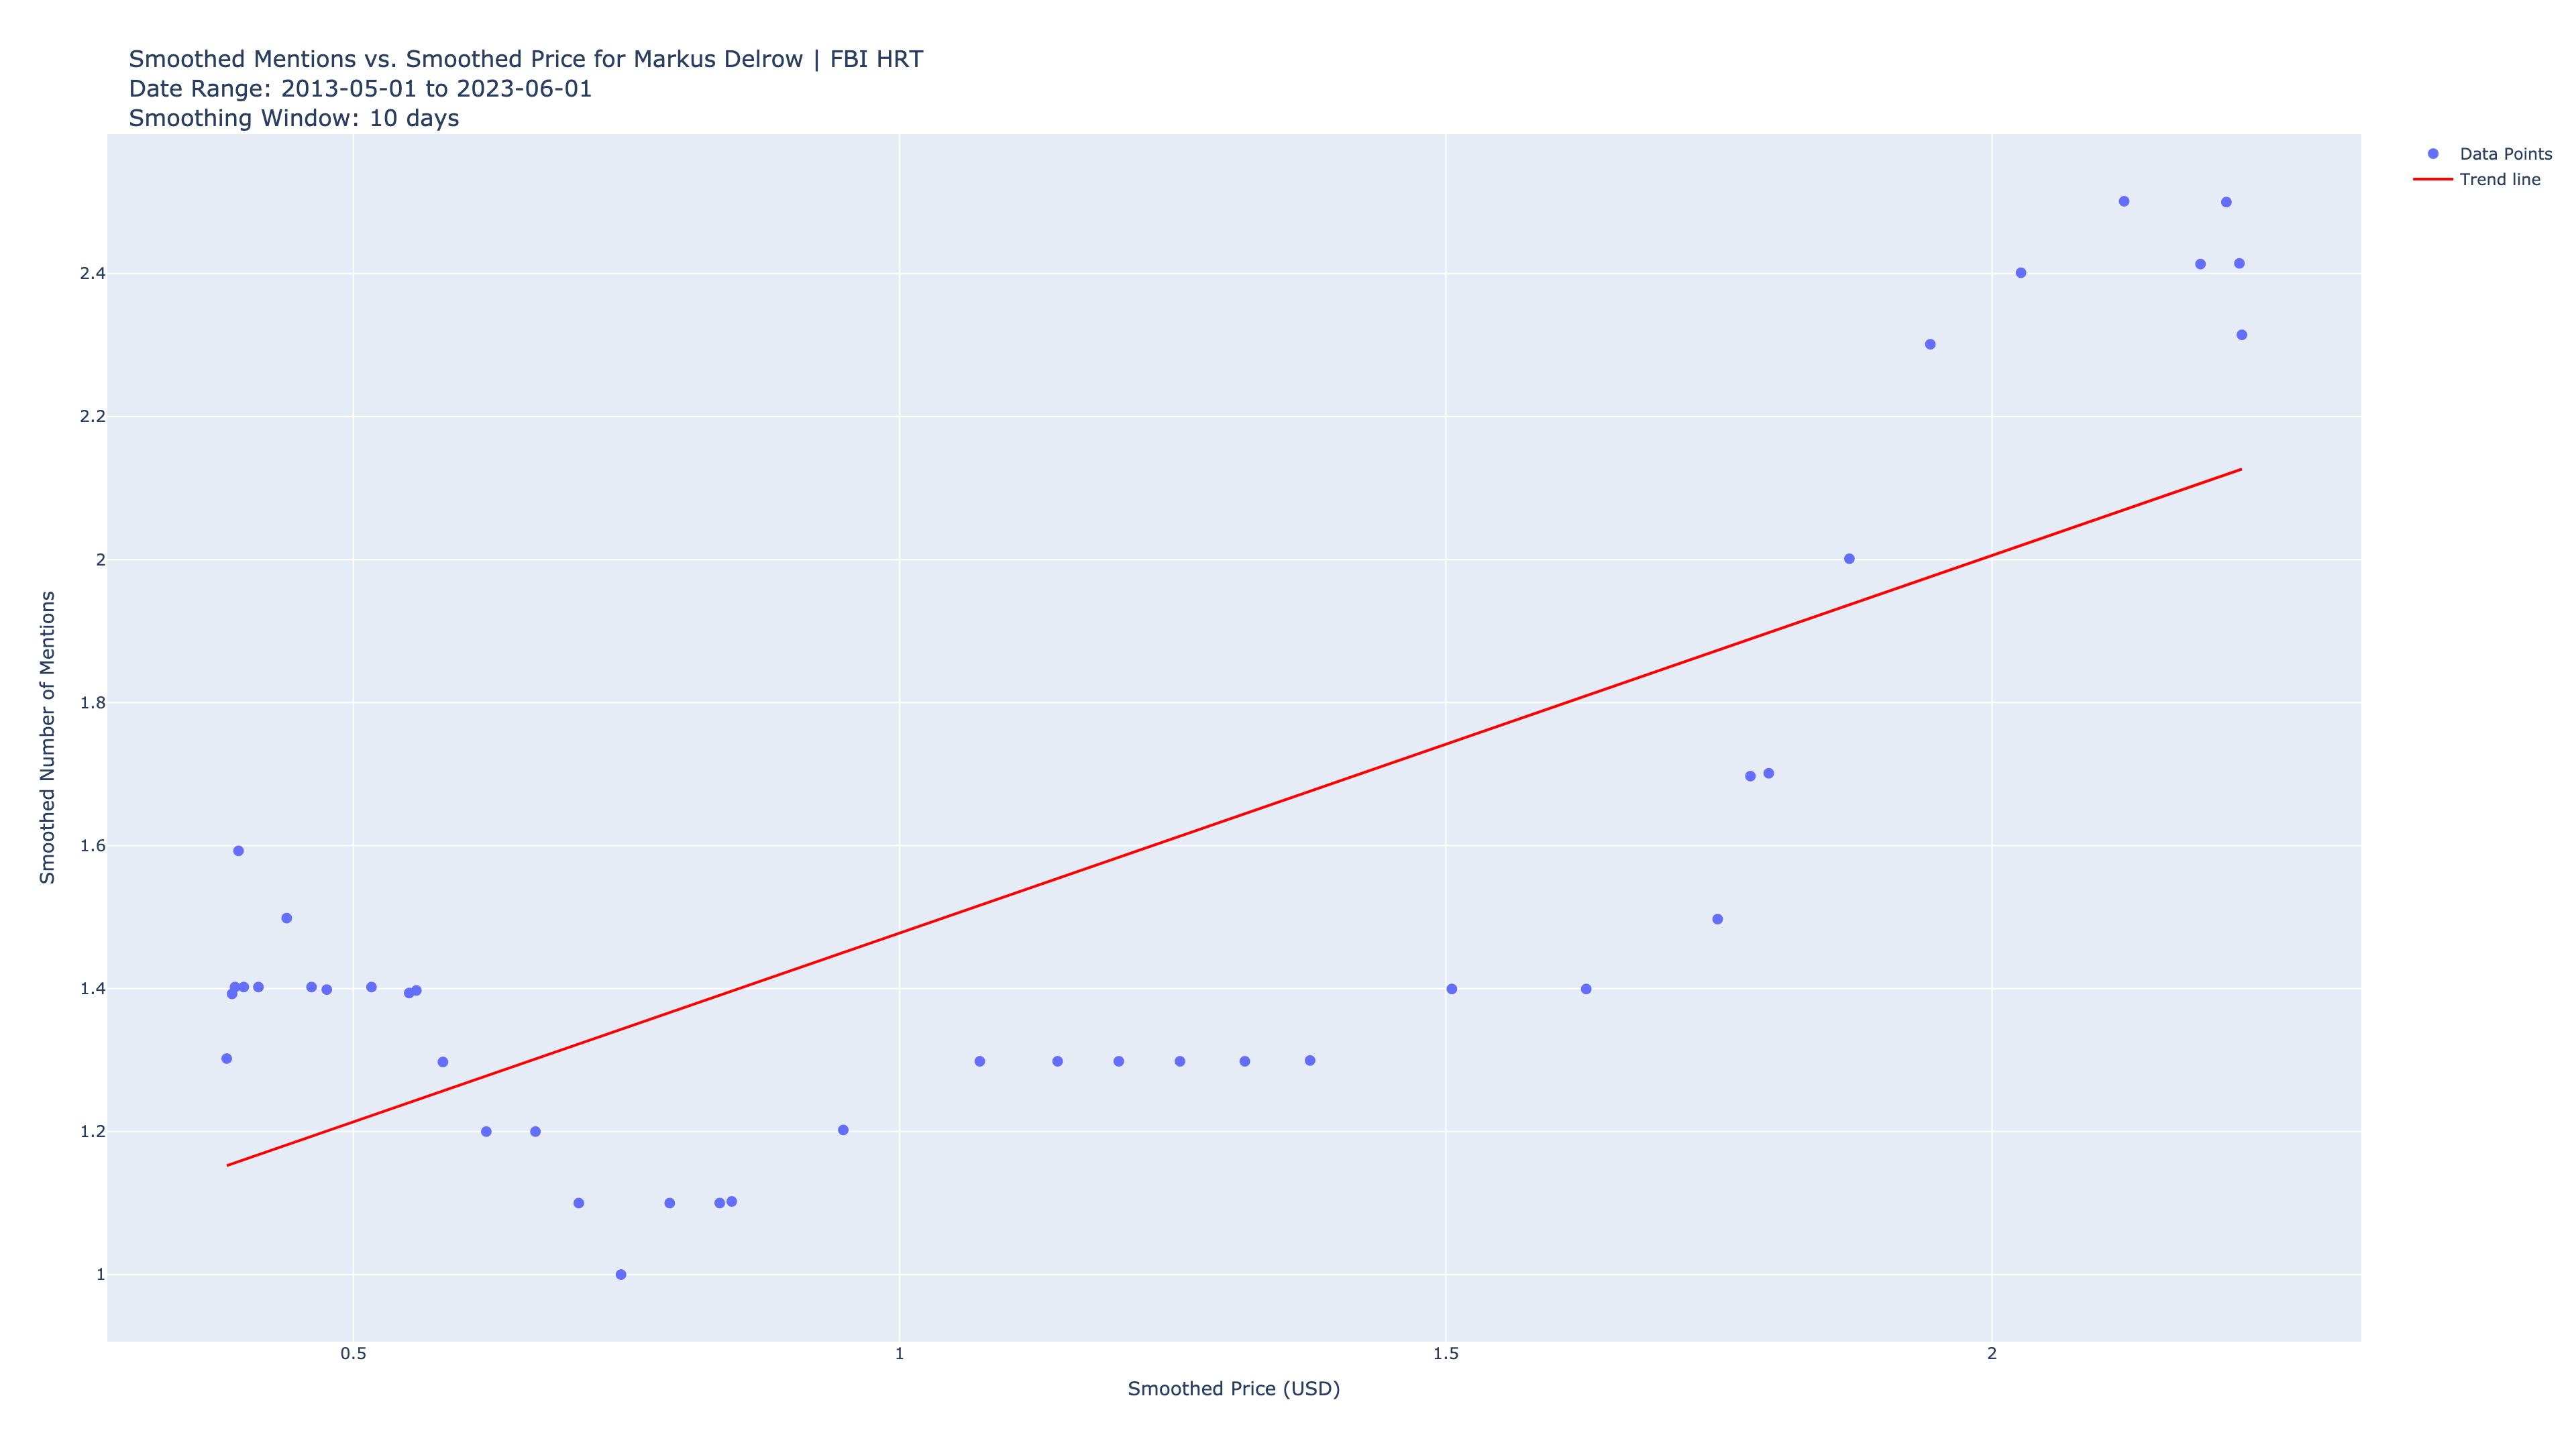 Smoothed Mentions vs. Smoothed Price for Markus Delrow | FBI HRT
Date Range: 2013-05-01 to 2023-06-01
Smoothing Window: 10 days
Data Points
Trend line
Smoothed Number of Mentions
2.4
2.2
2
1.8
1.6
1.4
1.2
1
0.5
1
1.5
2
Smoothed Price (USD)